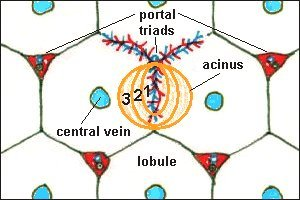 portal
triads
acinus
321
central vein
lobule